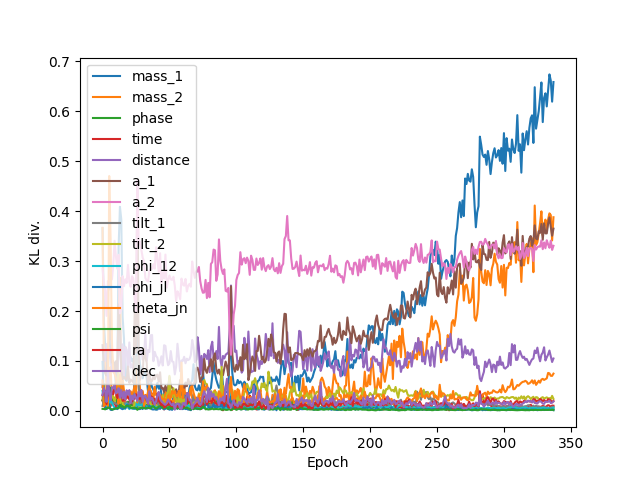 0.7
0.6
0.5
0.4
0.3
0.2
0.1
0.0
KL div.
mass_1
mass_2
phase
time
distance
a_1
a_2
tilt_1
tilt_2
phi_12
phi_jl
theta_jn
psi
ra
dec
0 50 100 150 200 250 300 350
Epoch